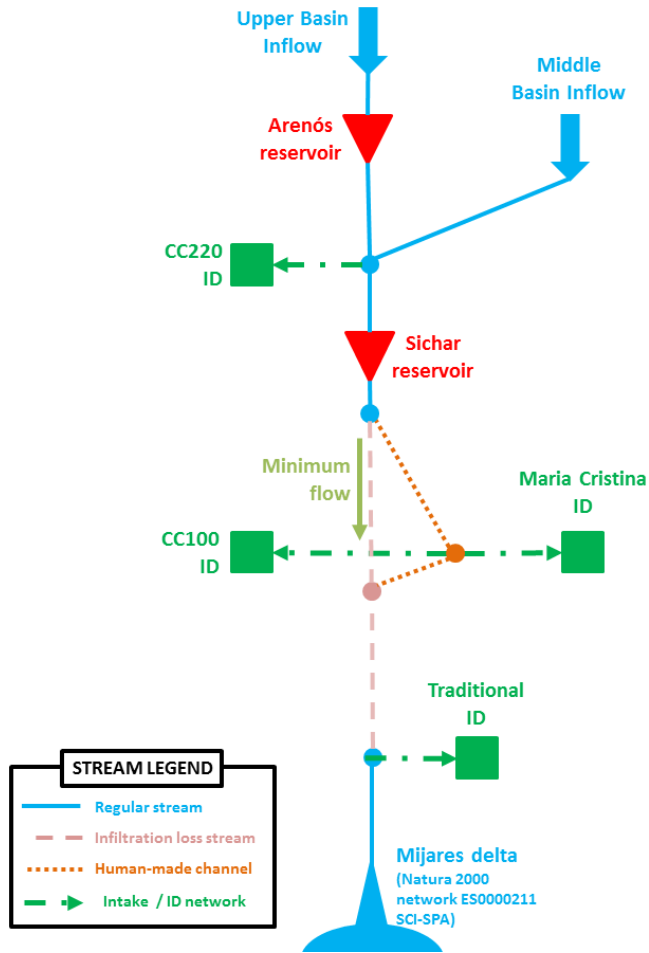 Upper Basin
Inflow
Middle
Basin Inflow
Arenós
reservoir
CC220
ID
Sichar
reservoir
Minimum
flow
Maria Cristina
ID
CC100
ID
Traditional
ID
STREAM LEGEND
Regular stream
Infiltration loss stream
Human-made channel
Intake / ID network
Mijares delta
(Natura 2000
network ES0000211
SCI-SPA)